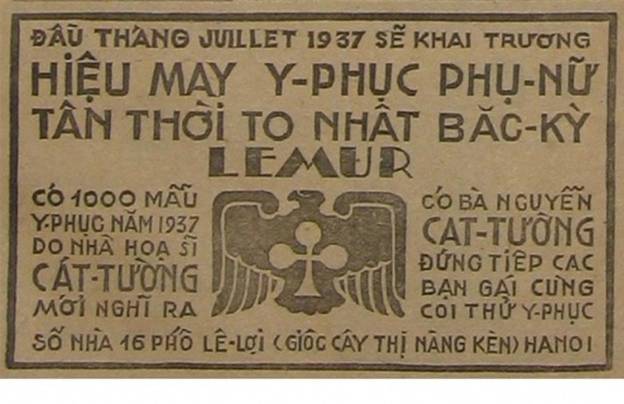 ĐẦU THÁNG JUILLET 1937 SẼ KHAI TRƯƠNG
HIỆU MAY Y-PHỤC PHỤ-NỮ
TÂN THỜI TO NHẤT BẮC-KỲ
LEMUR
CÓ 1000 MẪU
Y-PHỤC NĂM 1937
DO NHÀ HỌA SĨ
CÁT-TƯỜNG
MỚI NGHĨ RA
CÓ BÀ NGUYỄN
CÁT-TƯỜNG
ĐỨNG TIẾP CÁC
BẠN GÁI CÙNG
COI THỬ Y-PHỤC
SỐ NHÀ 16 PHỐ LÊ-LỢI (GIỐC CÂY THỊ NÀNG KÈN) HANOI